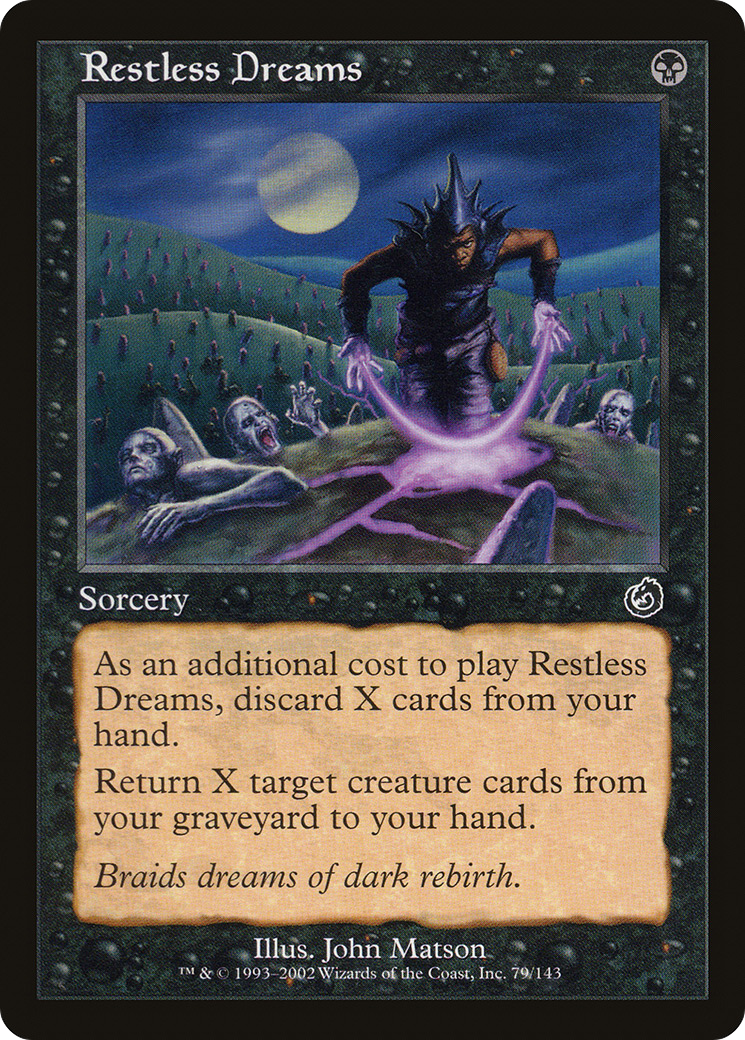 Restless Dreams
Sorcery
As an additional cost to play Restless
Dreams, discard X cards from your
hand.
Return X target creature cards from
your graveyard to your hand.
Braids dreams of dark rebirth.
Illus. John Matson
™ & © 1993–2002 Wizards of the Coast, Inc. 79/143